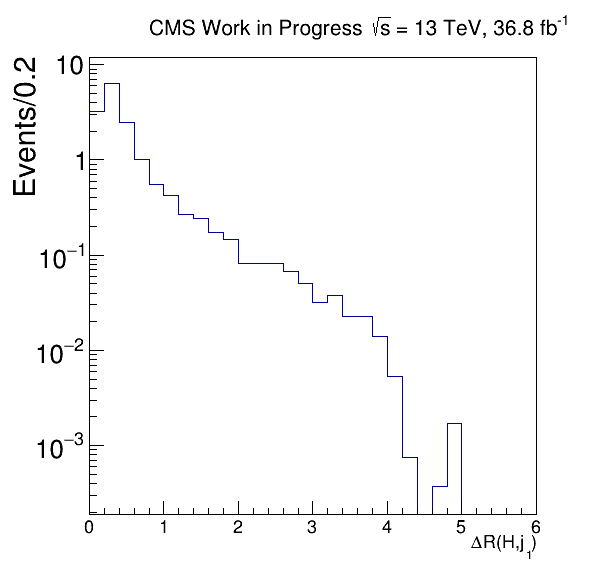 CMS Work in Progress √s = 13 TeV, 36.8 fb⁻¹
Events/0.2
10
1
10⁻¹
10⁻²
10⁻³
0 1 2 3 4 5 6
ΔR(H,j₁)